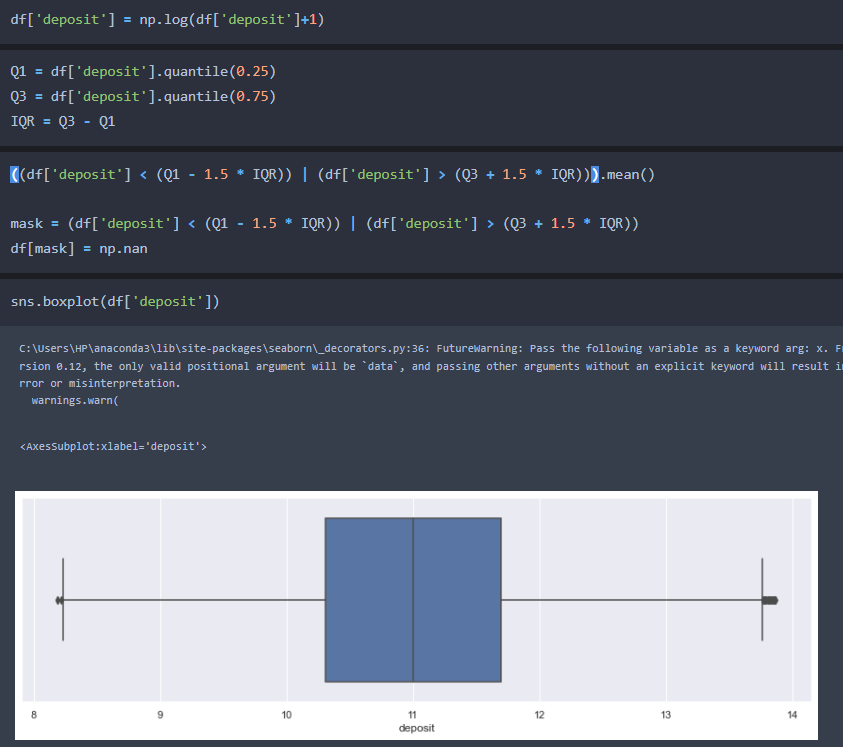 df['deposit'] = np.log(df['deposit']+1)
Q1 = df['deposit'].quantile(0.25)
Q3 = df['deposit'].quantile(0.75)
IQR = Q3 - Q1
((df['deposit'] < (Q1 - 1.5 * IQR)) | (df['deposit'] > (Q3 + 1.5 * IQR))).mean()
mask = (df['deposit'] < (Q1 - 1.5 * IQR)) | (df['deposit'] > (Q3 + 1.5 * IQR))
df[mask] = np.nan
sns.boxplot(df['deposit'])
C:\Users\HP\anaconda3\lib\site-packages\seaborn\_decorators.py:36: FutureWarning: Pass the following variable as a keyword arg: x.
rsion 0.12, the only valid positional argument will be `data`, and passing other arguments without an explicit keyword will result
rror or misinterpretation.
warnings.warn(
<AxesSubplot:xlabel='deposit'>
8 9 10 11 12 13 14
deposit